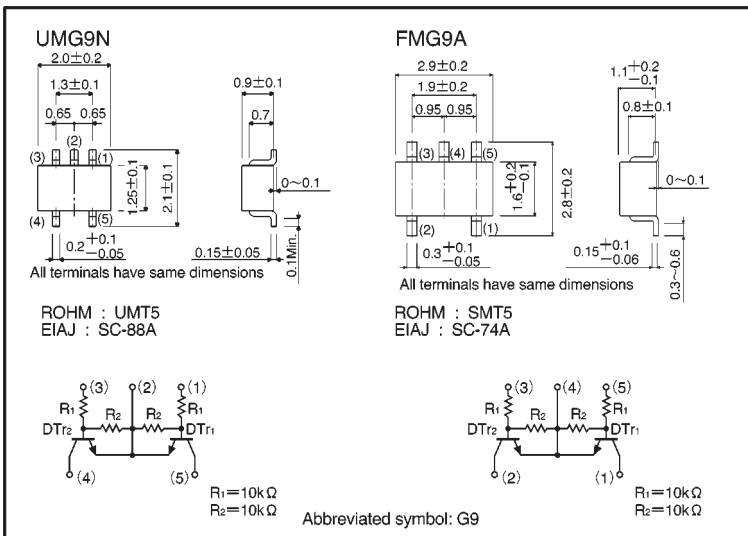 UMG9N
2.0±0.2
1.3±0.1
0.65 0.65
(2)
(3) (1)
(4) (5)
1.25±0.1
2.1±0.1
0.2 +0.1 −0.05
All terminals have same dimensions
0.9±0.1
0.7
0~0.1
0.15±0.05
0.1Min.
ROHM : UMT5
EIAJ : SC-88A
FMG9A
2.9±0.2
1.9±0.2
0.95 0.95
(3) (4) (5)
(2) (1)
1.6 +0.2 −0.1
2.8±0.2
0.3 +0.1 −0.05
All terminals have same dimensions
1.1 +0.2 −0.1
0.8±0.1
0~0.1
0.15 +0.1 −0.06
0.3~0.6
ROHM : SMT5
EIAJ : SC-74A
(3) (2) (1)
R1 R2 R2 R1
DTr2 DTr1
(4) (5)
R1=10kΩ
R2=10kΩ
(3) (4) (5)
R1 R2 R2 R1
DTr2 DTr1
(2) (1)
R1=10kΩ
R2=10kΩ
Abbreviated symbol: G9